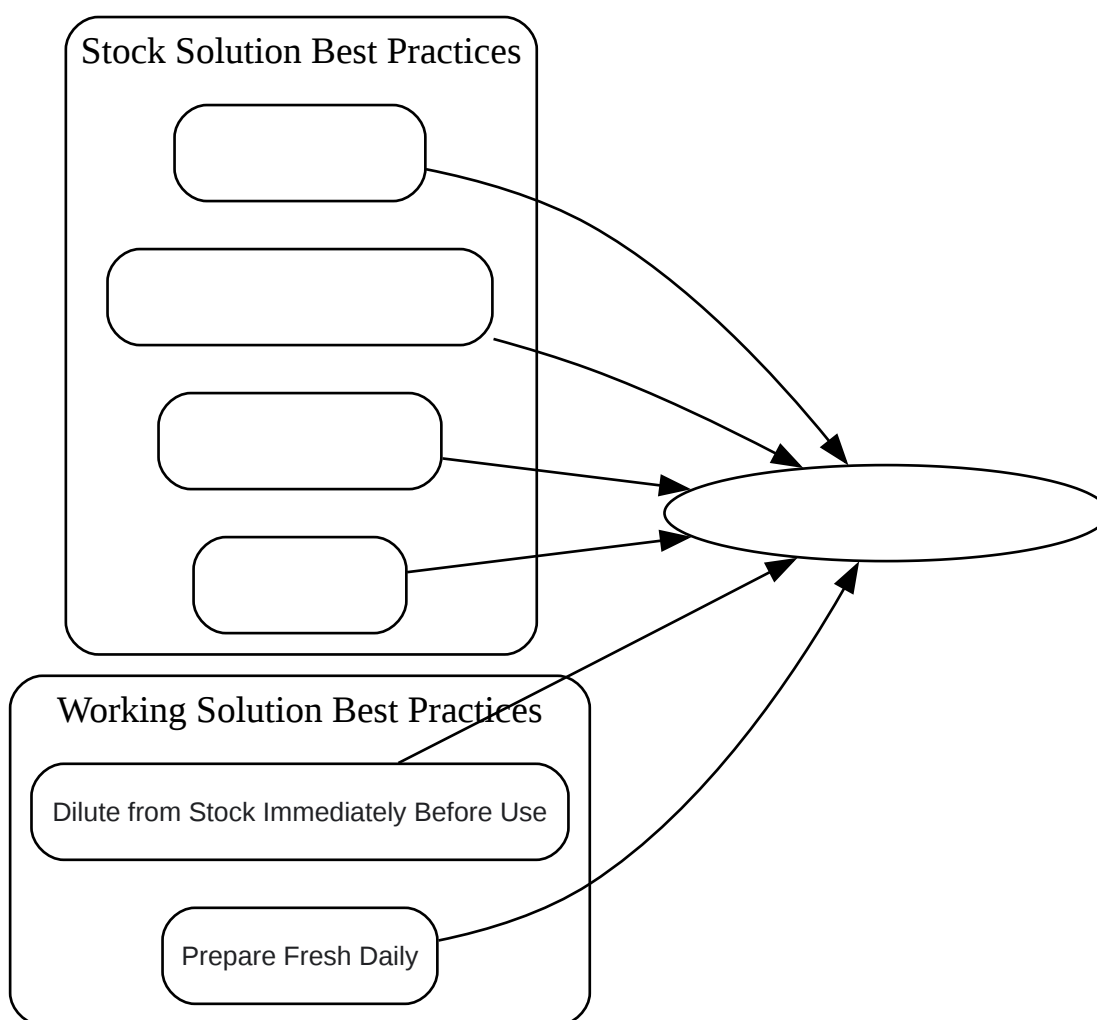 Stock Solution Best Practices
Working Solution Best Practices
Dilute from Stock Immediately Before Use
Prepare Fresh Daily